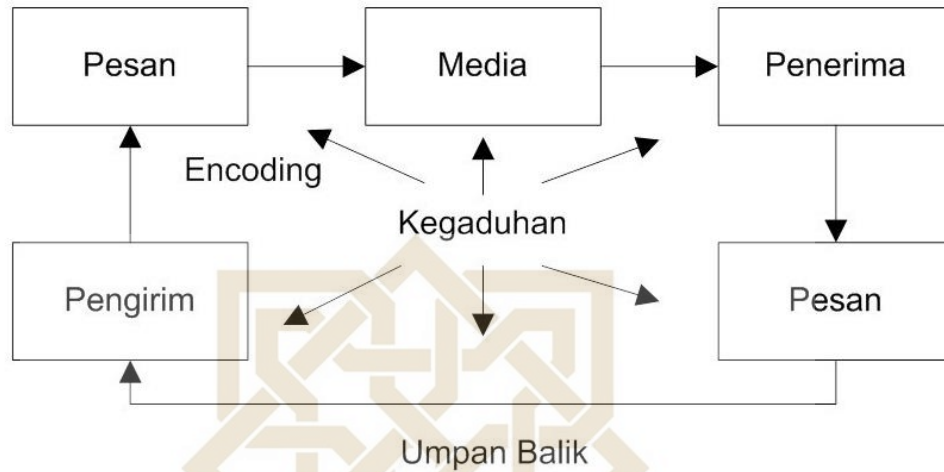 Pesan
Media
Penerima
Encoding
Kegaduhan
Pengirim
Pesan
Umpan Balik